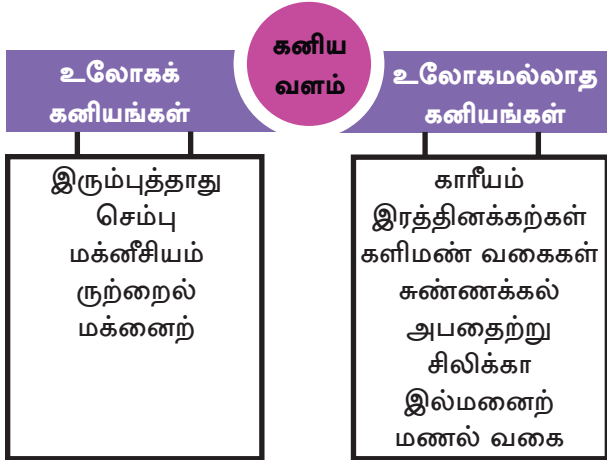 கனிய
வளம்
உலோகக்
கனியங்கள்
இரும்புத்தாது
செம்பு
மக்னீசியம்
ருற்றைல்
மக்னைற்
உலோகமல்லாத
கனியங்கள்
காரீயம்
இரத்தினக்கற்கள்
களிமண் வகைகள்
சுண்ணக்கல்
அபதைற்று
சிலிக்கா
இல்மனைற்
மணல் வகை